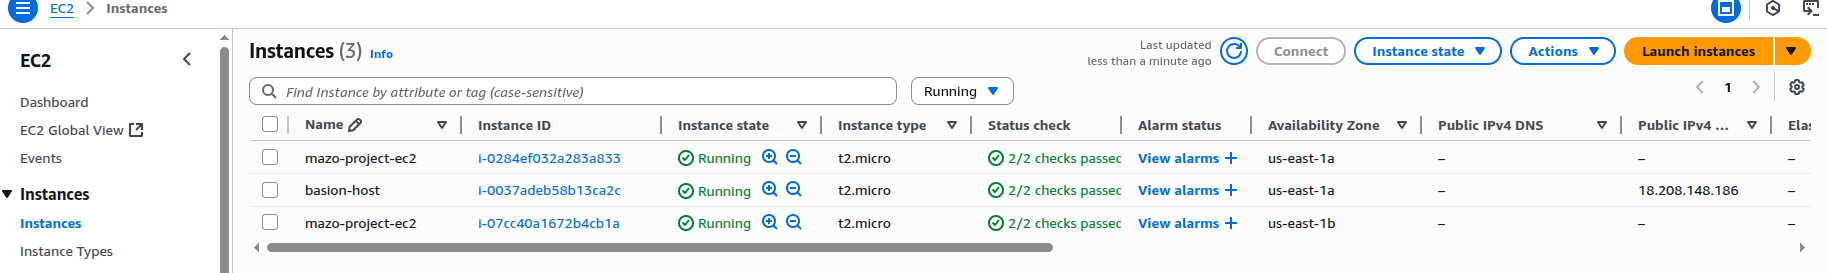 EC2 > Instances
EC2
Dashboard
EC2 Global View
Events
Instances
Instances
Instance Types
Instances (3) Info
Last updated
less than a minute ago
Connect
Instance state
Actions
Launch instances
Find Instance by attribute or tag (case-sensitive)
Running
1
Name Instance ID Instance state Instance type Status check Alarm status Availability Zone Public IPv4 DNS Public IPv4 ... Elas
mazo-project-ec2 i-0284ef032a283a833 Running t2.micro 2/2 checks passec View alarms + us-east-1a – – –
basion-host i-0037adeb58b13ca2c Running t2.micro 2/2 checks passec View alarms + us-east-1a – 18.208.148.186 –
mazo-project-ec2 i-07cc40a1672b4cb1a Running t2.micro 2/2 checks passec View alarms + us-east-1b – – –